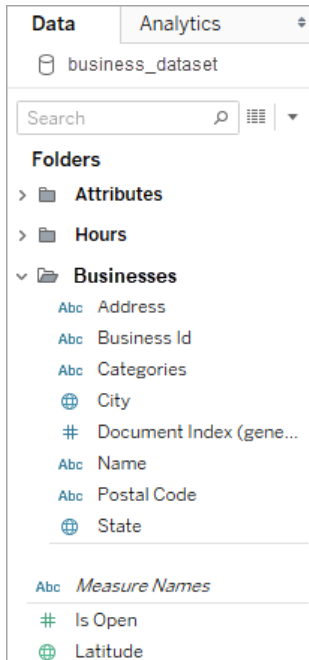 Data Analytics
business_dataset
Search
Folders
Attributes
Hours
Businesses
Abc Address
Abc Business Id
Abc Categories
City
# Document Index (gene...
Abc Name
Abc Postal Code
State
Abc Measure Names
# Is Open
Latitude